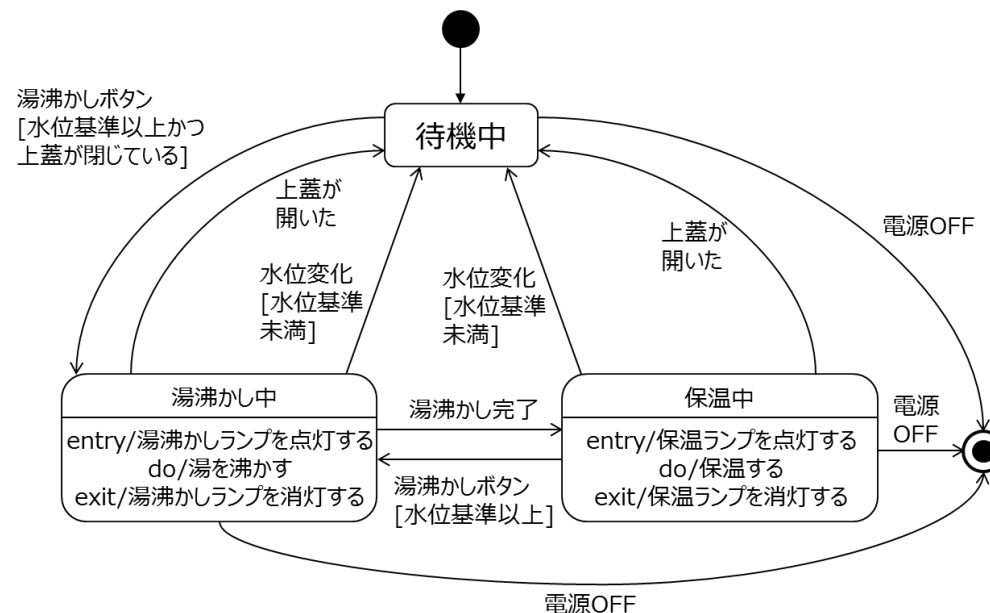 湯沸かしボタン
[水位基準以上かつ
上蓋が閉じている]
待機中
上蓋が
開いた
水位変化
[水位基準
未満]
水位変化
[水位基準
未満]
上蓋が
開いた
電源OFF
湯沸かし中
entry/湯沸かしランプを点灯する
do/湯を沸かす
exit/湯沸かしランプを消灯する
湯沸かし完了
湯沸かしボタン
[水位基準以上]
保温中
entry/保温ランプを点灯する
do/保温する
exit/保温ランプを消灯する
電源
OFF
電源OFF